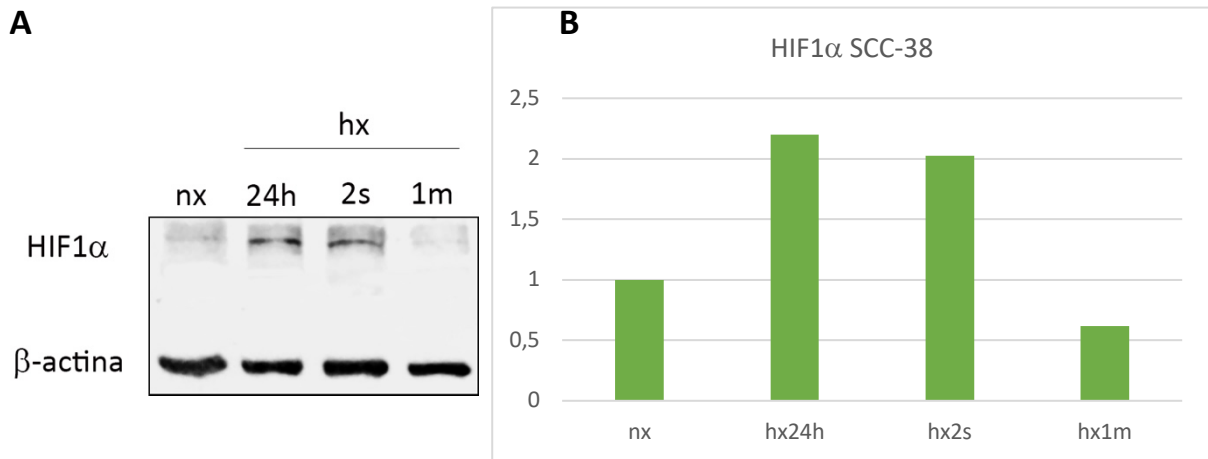 A
hx
nx 24h 2s 1m
HIF1α
β-actina
B
HIF1α SCC-38
2,5
2
1,5
1
0,5
0
nx hx24h hx2s hx1m